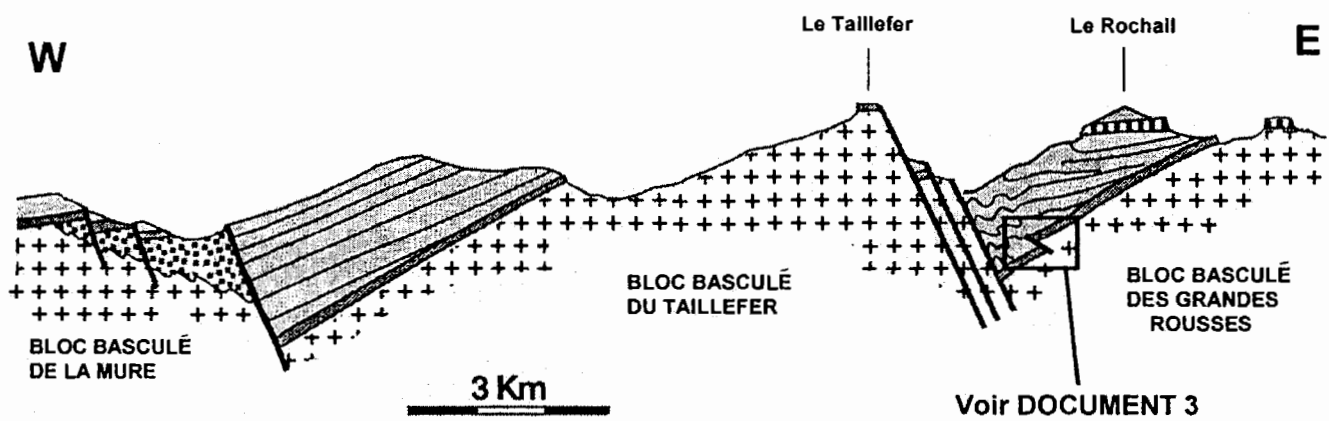 W
Le Taillefer
Le Rochail
E
BLOC BASCULÉ
DE LA MURE
BLOC BASCULÉ
DU TAILLEFER
BLOC BASCULÉ
DES GRANDES
ROUSSES
3 Km
Voir DOCUMENT 3